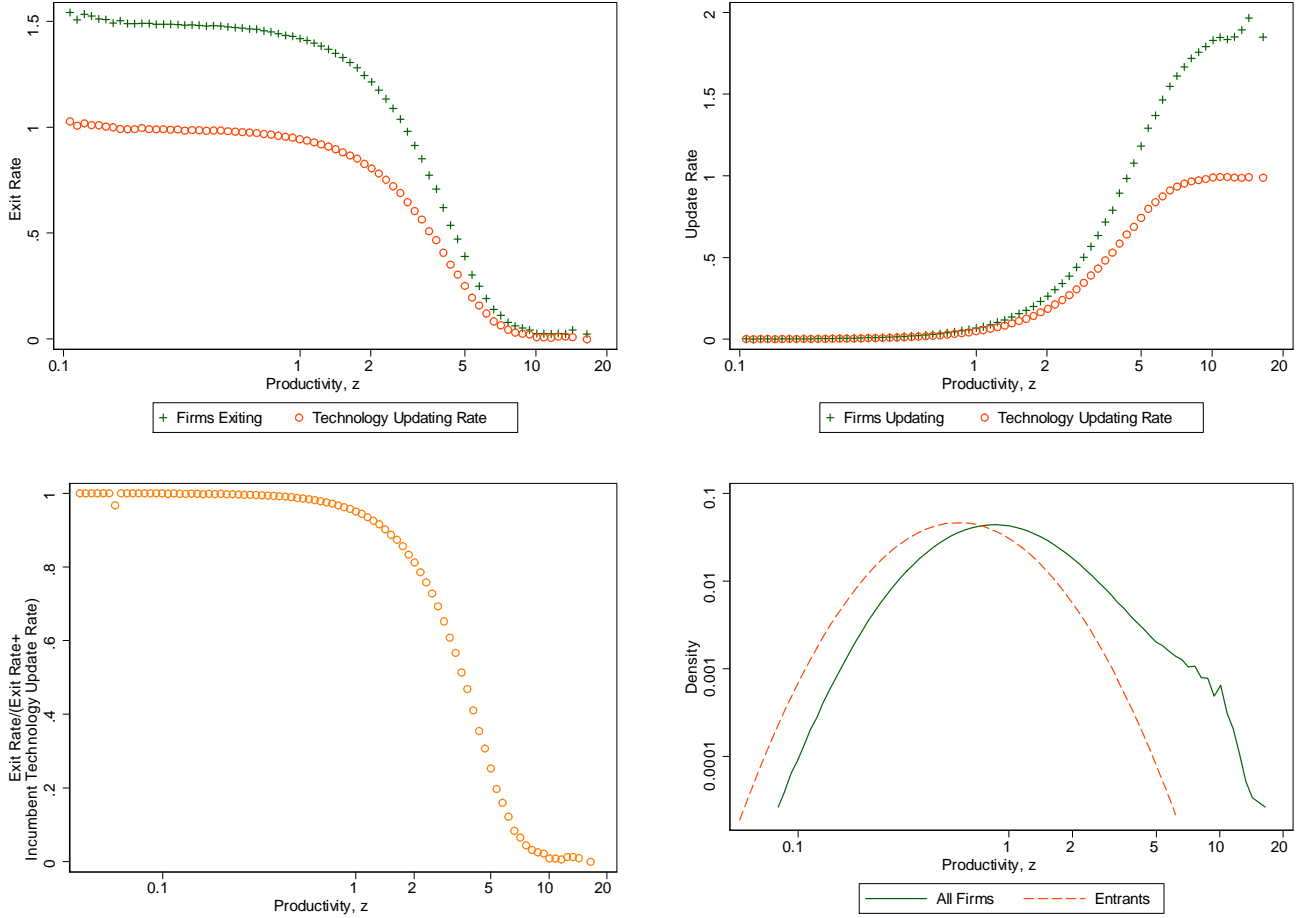 1.5
1
.5
0
Exit Rate
0.1 1 2 5 10 20
Productivity, z
Firms Exiting Technology Updating Rate
2
1.5
1
.5
0
Update Rate
0.1 1 2 5 10 20
Productivity, z
Firms Updating Technology Updating Rate
1
.8
.6
.4
.2
0
Exit Rate/(Exit Rate+
Incumbent Technology Update Rate)
0.1 1 2 5 10 20
Productivity, z
0.1
0.01
0.001
0.0001
Density
0.1 1 2 5 10 20
Productivity, z
All Firms Entrants